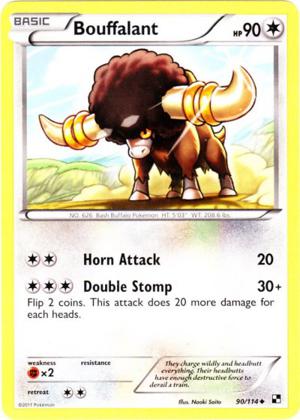 BASIC
Bouffalant
HP 90
NO. 626 Bash Buffalo Pokémon HT: 5'03" WT: 208.6 lbs.
Horn Attack 20
Double Stomp 30+
Flip 2 coins. This attack does 20 more damage for
each heads.
weakness resistance
×2
retreat
They charge wildly and headbutt
everything. Their headbutts
have enough destructive force to
derail a train.
Illus. Naoki Saito
90/114
©2011 Pokémon